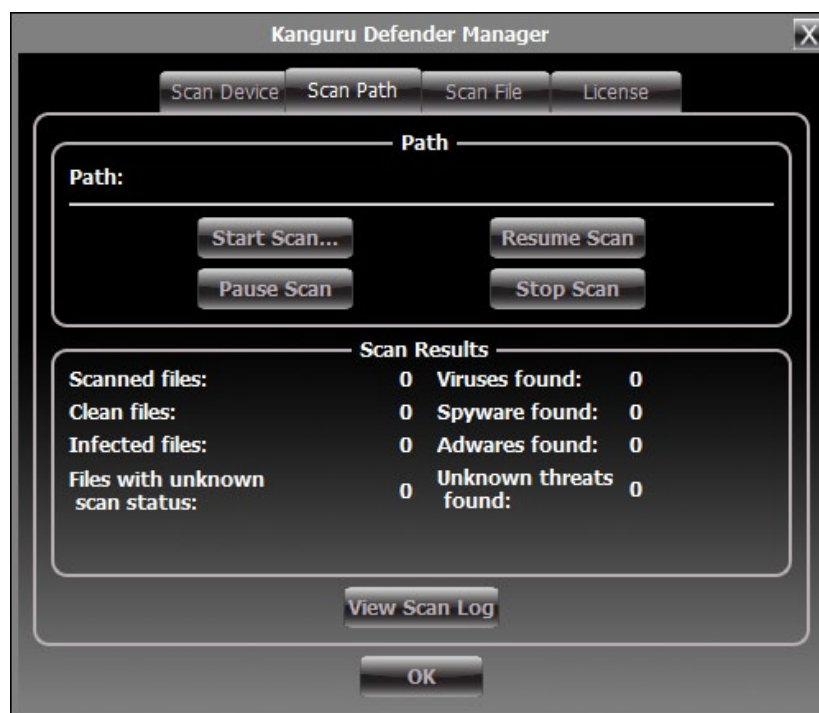 Kanguru Defender Manager
X
Scan Device Scan Path Scan File License
Path
Path:
Start Scan... Resume Scan
Pause Scan Stop Scan
Scan Results
Scanned files: 0 Viruses found: 0
Clean files: 0 Spyware found: 0
Infected files: 0 Adwares found: 0
Files with unknown scan status: 0 Unknown threats found: 0
View Scan Log
OK